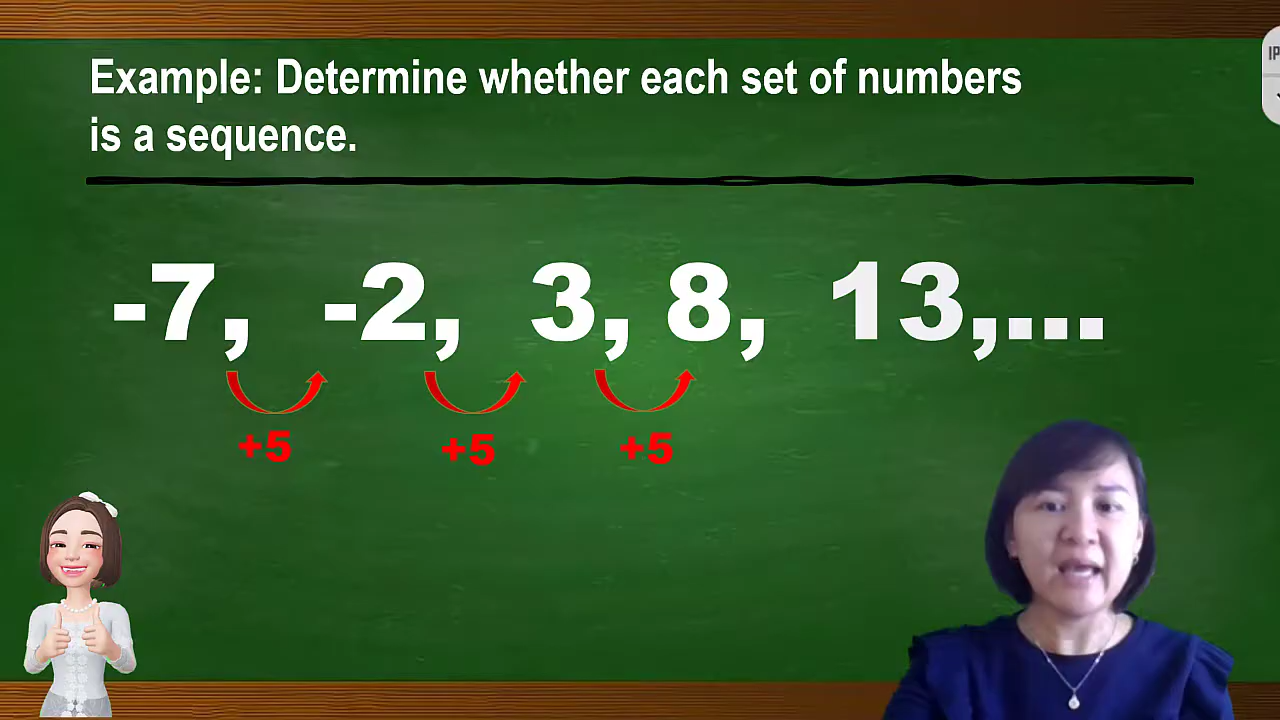 Example: Determine whether each set of numbers
is a sequence.
-7, -2, 3, 8, 13,...
+5 +5 +5